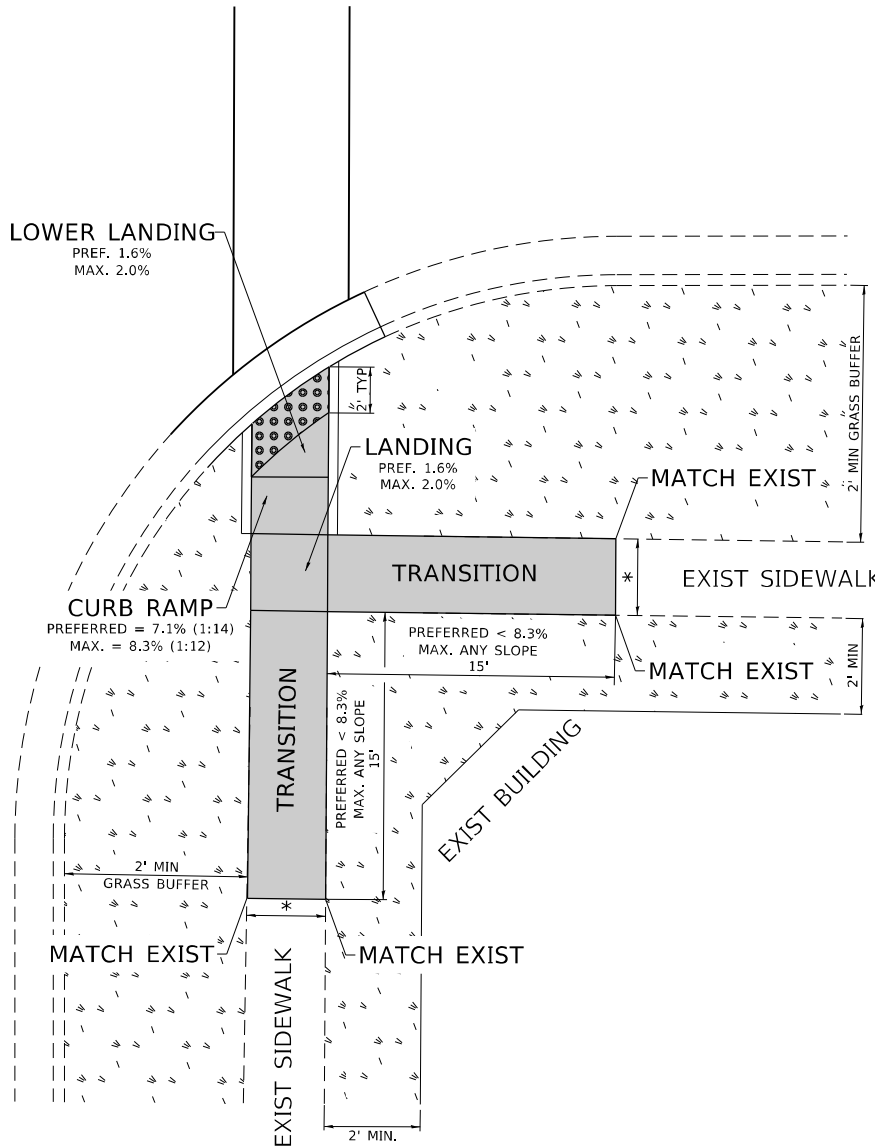 LOWER LANDING
PREF. 1.6%
MAX. 2.0%
2' TYP
LANDING
PREF. 1.6%
MAX. 2.0%
2' MIN GRASS BUFFER
MATCH EXIST
TRANSITION
*
EXIST SIDEWALK
CURB RAMP
PREFERRED = 7.1% (1:14)
MAX. = 8.3% (1:12)
PREFERRED < 8.3%
MAX. ANY SLOPE
15'
MATCH EXIST
2' MIN
TRANSITION
PREFERRED < 8.3%
MAX. ANY SLOPE
15'
EXIST BUILDING
2' MIN
GRASS BUFFER
*
MATCH EXIST
MATCH EXIST
EXIST SIDEWALK
2' MIN.